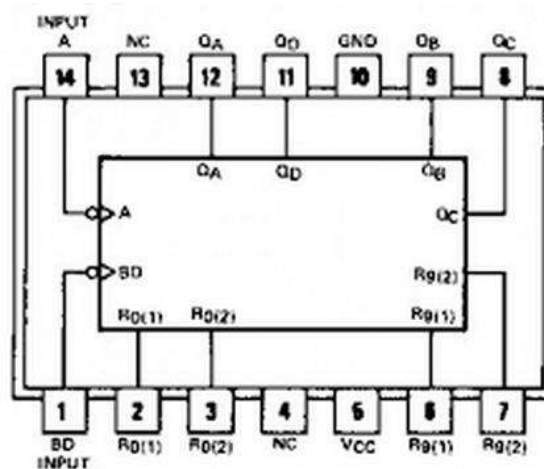 INPUT
A NC QA QD GND QB QC
14 13 12 11 10 9 8
QA QD QB
A QC
BD R9(2)
R0(1) R0(2) R9(1)
1 2 3 4 5 6 7
BD R0(1) R0(2) NC VCC R9(1) R9(2)
INPUT